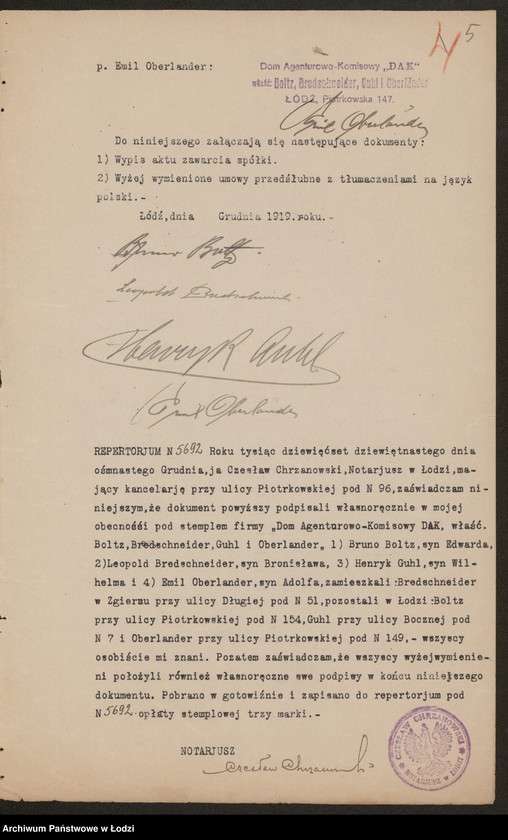 5
p. Emil Oberlander:
Dom Agenturowo-Komisowy „DAK"
właśc. Boltz, Bredschneider, Guhl i Oberlander
ŁÓDŹ, Piotrkowska 147.
Emil Oberlander
Do niniejszego załączają się następujące dokumenty:
1) Wypis aktu zawarcia spółki.
2) Wyżej wymienione umowy przedślubne z tłumaczeniami na język
polski.-
Łódź,dnia Grudnia 1919.roku.-
Bruno Boltz.
Leopold Bredschneider
Henryk Guhl
Emil Oberlander
REPERTORJUM N 5692 Roku tysiąc dziewięćset dziewiętnastego dnia
ośmnastego Grudnia,ja Czesław Chrzanowski,Notarjusz w Łodzi,ma-
jący kancelarję przy ulicy Piotrkowskiej pod N 96,zaświadczam ni-
niejszym,że dokument powyższy podpisali własnoręcznie w mojej
obecności pod stemplem firmy „Dom Agenturowo-Komisowy DAK, właść.
Boltz,Bredschneider,Guhl i Oberlander„ 1) Bruno Boltz,syn Edwarda,
2)Leopold Bredschneider,syn Bronisława, 3) Henryk Guhl,syn Wil-
helma i 4) Emil Oberlander,syn Adolfa,zamieszkali:Bredschneider
w Zgierzu przy ulicy Długiej pod N 51,pozostali w Łodzi:Boltz
przy ulicy Piotrkowskiej pod N 154,Guhl przy ulicy Bocznej pod
N 7 i Oberlander przy ulicy Piotrkowskiej pod N 149,- wszyscy
osobiście mi znani. Pozatem zaświadczam,że wszyscy wyżejwymienie-
ni położyli również własnoręczne swe podpisy w końcu niniejszego
dokumentu. Pobrano w gotowiźnie i zapisano do repertorjum pod
N 5692 opłaty stemplowej trzy marki.-
NOTARJUSZ
Czesław Chrzanowski
CZESŁAW CHRZANOWSKI
NOTARJUSZ w ŁODZI
Archiwum Państwowe w Łodzi